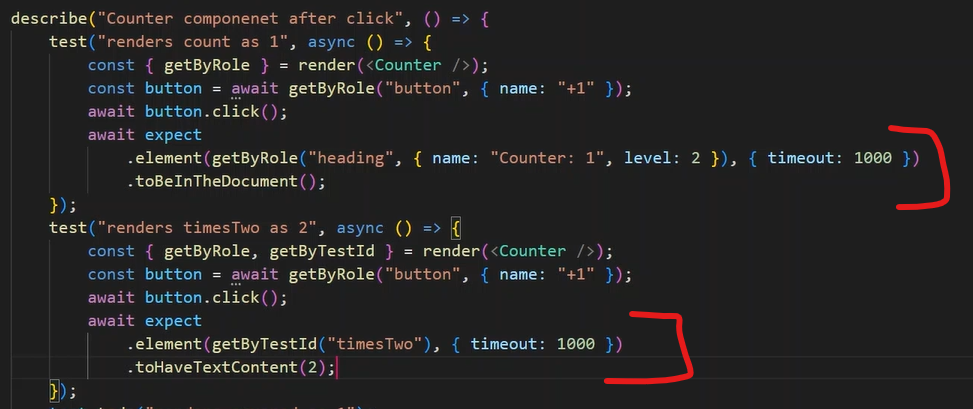 describe("Counter componenet after click", () => {
test("renders count as 1", async () => {
const { getByRole } = render(<Counter />);
const button = await getByRole("button", { name: "+1" });
await button.click();
await expect
.element(getByRole("heading", { name: "Counter: 1", level: 2 }), { timeout: 1000 })
.toBeInTheDocument();
});
test("renders timesTwo as 2", async () => {
const { getByRole, getByTestId } = render(<Counter />);
const button = await getByRole("button", { name: "+1" });
await button.click();
await expect
.element(getByTestId("timesTwo"), { timeout: 1000 })
.toHaveTextContent(2);
});